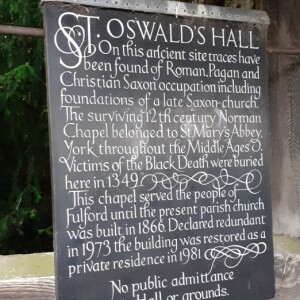 ST. OSWALD'S HALL
On this ancient site traces have
been found of Roman, Pagan and
Christian Saxon occupation including
foundations of a late Saxon church.
The surviving 12th century Norman
Chapel belonged to St Mary's Abbey,
York throughout the Middle Ages
Victims of the Black Death were buried
here in 1349.
This chapel served the people of
Fulford until the present parish church
was built in 1866. Declared redundant
in 1973 the building was restored as a
private residence in 1981
No public admittance
Hall or grounds.